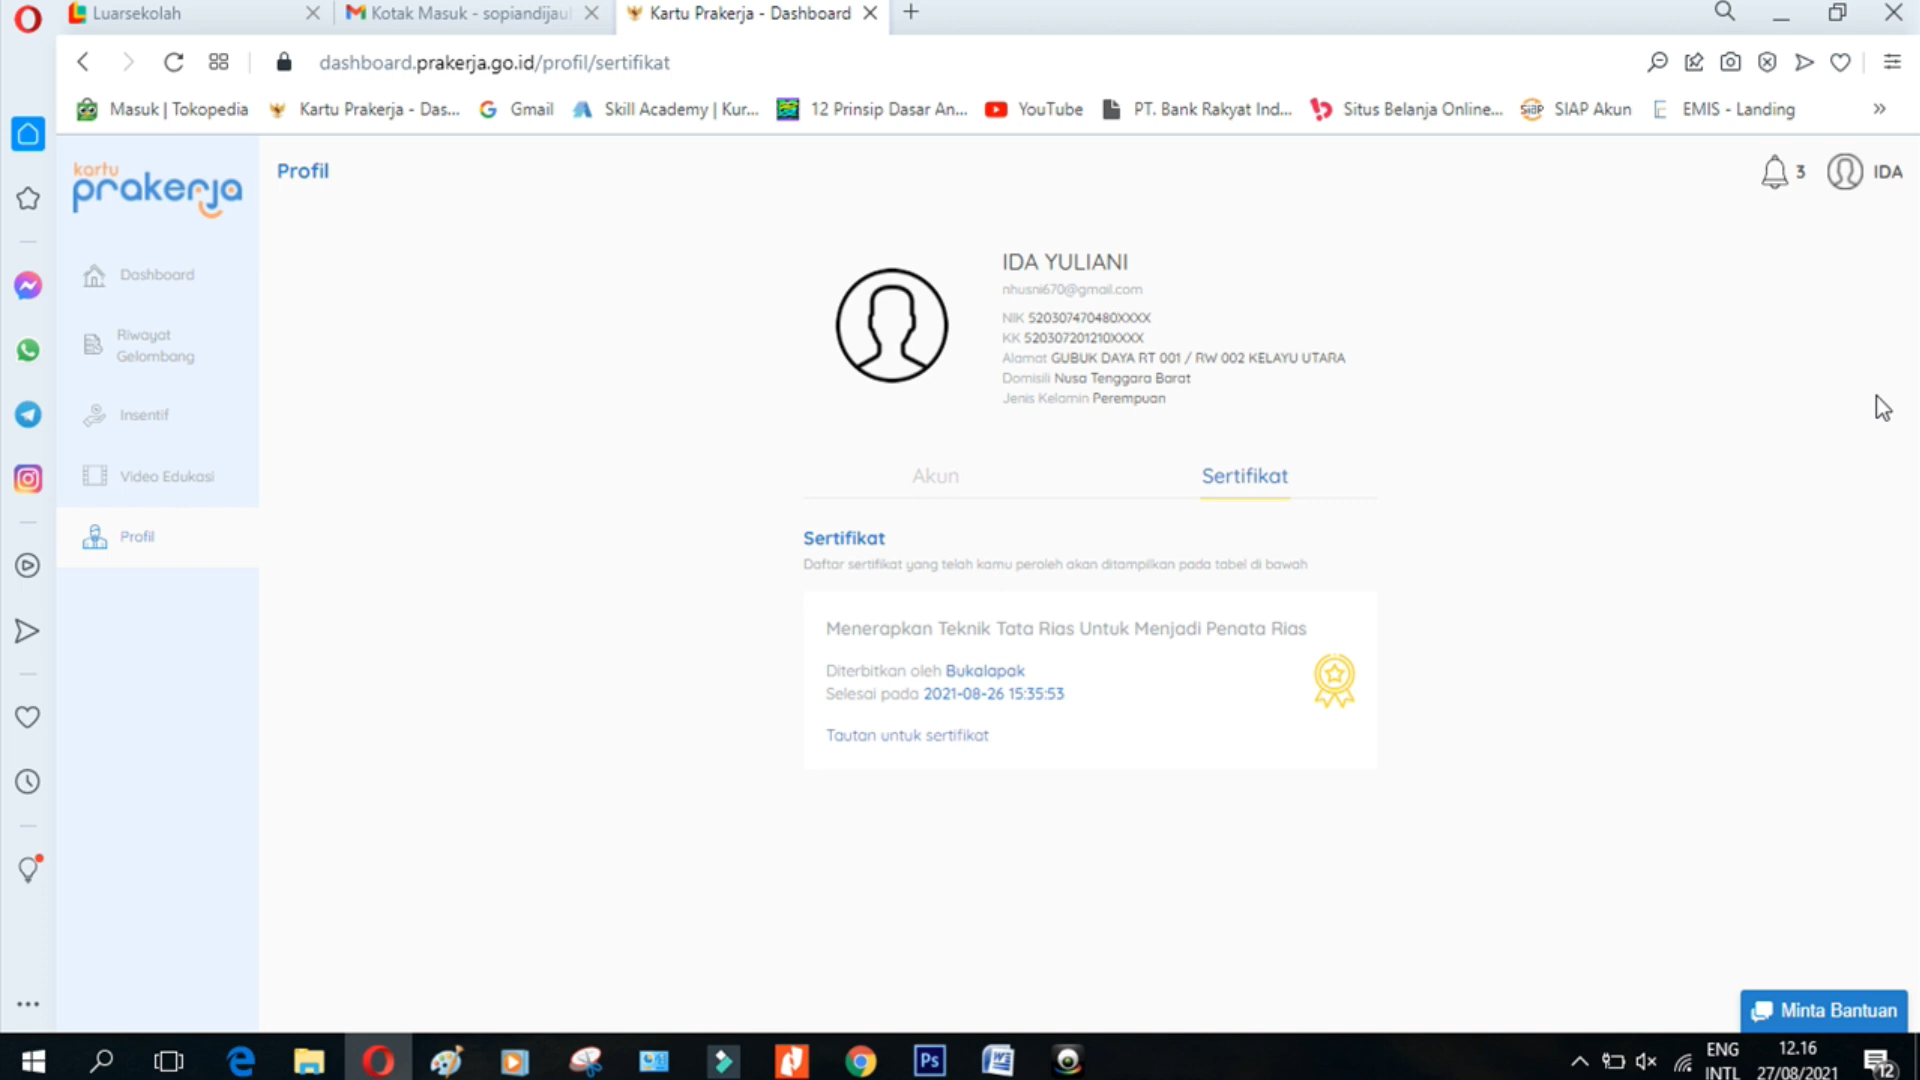 Luarsekolah
Kotak Masuk - sopiandijau
Kartu Prakerja - Dashboard
dashboard.prakerja.go.id/profil/sertifikat
Masuk | Tokopedia
Kartu Prakerja - Das...
Gmail
Skill Academy | Kur...
12 Prinsip Dasar An...
YouTube
PT. Bank Rakyat Ind...
Situs Belanja Online...
SIAP Akun
EMIS - Landing
kartu
prakerja
Profil
3
IDA
Dashboard
Riwayat
Gelombang
Insentif
Video Edukasi
Profil
IDA YULIANI
nhusni670@gmail.com
NIK 520307470480XXXX
KK 520307201210XXXX
Alamat GUBUK DAYA RT 001 / RW 002 KELAYU UTARA
Domisili Nusa Tenggara Barat
Jenis Kelamin Perempuan
Akun
Sertifikat
Sertifikat
Daftar sertifikat yang telah kamu peroleh akan ditampilkan pada tabel di bawah
Menerapkan Teknik Tata Rias Untuk Menjadi Penata Rias
Diterbitkan oleh Bukalapak
Selesai pada 2021-08-26 15:35:53
Tautan untuk sertifikat
Minta Bantuan
Ps
ENG
INTL
12.16
27/08/2021
12